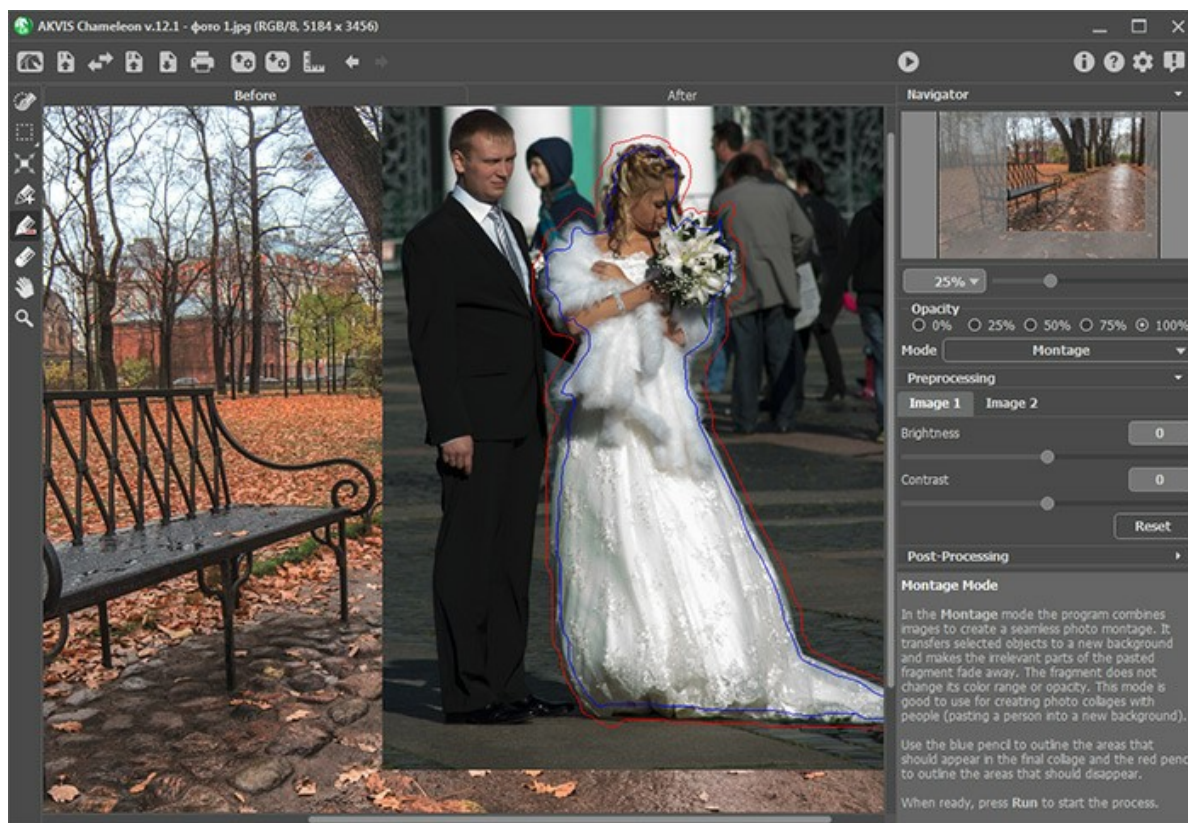 AKVIS Chameleon v.12.1 - фото 1.jpg (RGB/8, 5184 x 3456)
Before
After
Navigator
25%
Opacity
0% 25% 50% 75% 100%
Mode Montage
Preprocessing
Image 1 Image 2
Brightness 0
Contrast 0
Reset
Post-Processing
Montage Mode
In the Montage mode the program combines
images to create a seamless photo montage. It
transfers selected objects to a new background
and makes the irrelevant parts of the pasted
fragment fade away. The fragment does not
change its color range or opacity. This mode is
good to use for creating photo collages with
people (pasting a person into a new background).
Use the blue pencil to outline the areas that
should appear in the final collage and the red penc
to outline the areas that should disappear.
When ready, press Run to start the process.